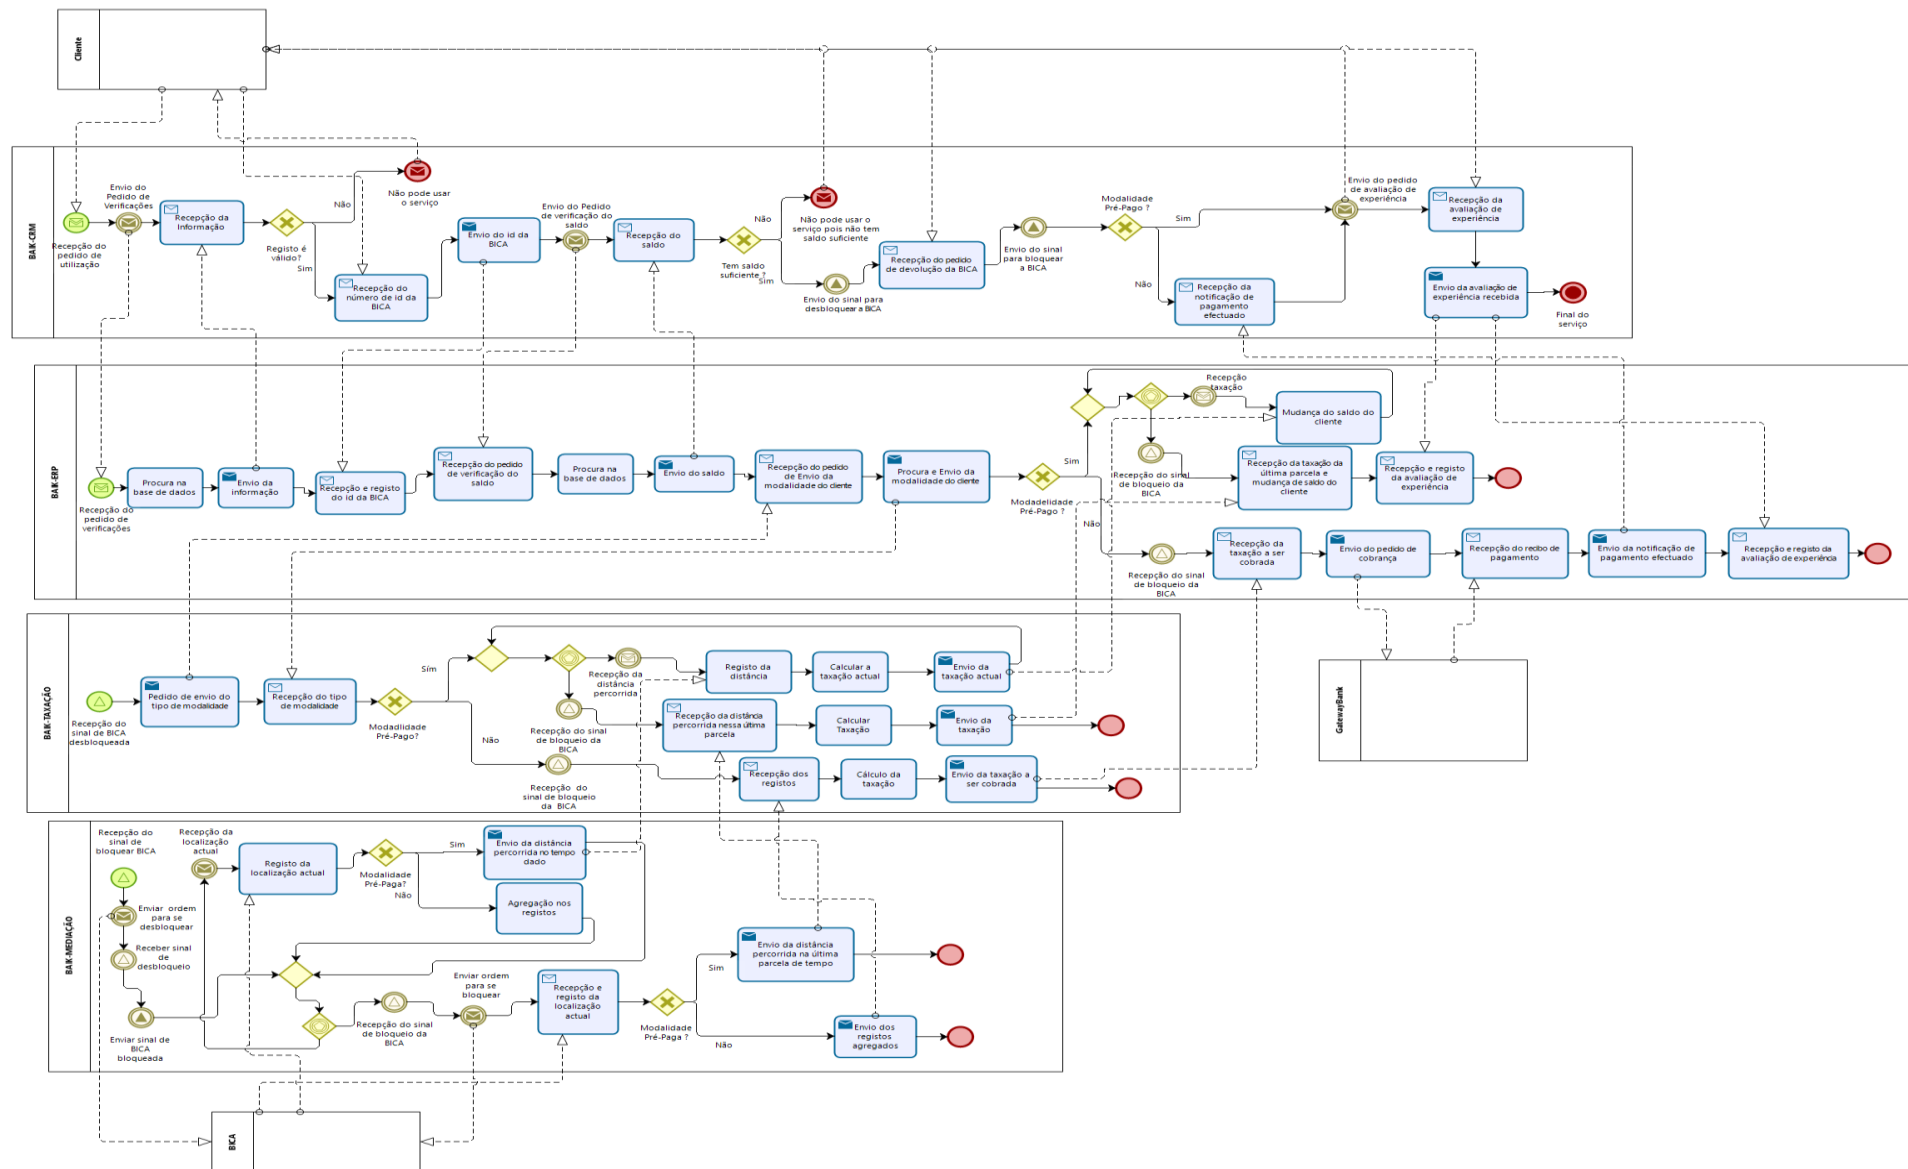 Cliente
BAIK-CRM
Recepção do
pedido de
utilização
Envio do
Pedido de
Verificações
Recepção da
Informação
Registo é
válido?
Não
Sim
Não pode usar
o serviço
Recepção do
número de id da
BICA
Envio do id da
BICA
Envio do Pedido
de verificação do
saldo
Recepção do
saldo
Tem saldo
suficiente ?
Não
Sim
Não pode usar o
serviço pois não tem
saldo suficiente
Envio do sinal para
desbloquear a BICA
Recepção do pedido
de devolução da BICA
Envio do sinal
para bloquear
a BICA
Modalidade
Pré-Pago ?
Sim
Não
Recepção da
notificação de
pagamento
efectuado
Envio do pedido
de avaliação de
experiência
Recepção da
avaliação de
experiência
Envio da avaliação de
experiência recebida
Final do
serviço
BAIK-ERP
Recepção do
pedido de
verificações
Procura na
base de dados
Envio da
informação
Recepção e registo
do id da BICA
Recepção do pedido
de verificação do
saldo
Procura na
base de dados
Envio do saldo
Recepção do pedido
de Envio da
modalidade do cliente
Procura e Envio da
modalidade do cliente
Modadelidade
Pré-Pago ?
Sim
Não
Recepção
taxação
Mudança do saldo do
cliente
Recepção do sinal
de bloqueio da
BICA
Recepção da taxação da
última parcela e
mudança de saldo do
cliente
Recepção e registo
da avaliação de
experiência
Recepção do sinal
de bloqueio da
BICA
Recepção da
taxação a ser
cobrada
Envio do pedido de
cobrança
Recepção do recibo de
pagamento
Envio da notificação de
pagamento efectuado
Recepção e registo da
avaliação de experiência
BAIK-TAXAÇÃO
Recepção do
sinal de BICA
desbloqueada
Pedido de envio do
tipo de modalidade
Recepção do tipo
de modalidade
Modadlidade
Pré-Pago?
Sím
Não
Recepção da
distância
percorrida
Registo da
distância
Calcular a
taxação actual
Envio da
taxação actual
Recepção do sinal
de bloqueio da
BICA
Recepção da distância
percorrida nessa última
parcela
Calcular
Taxação
Envio da
taxação
Recepção do
sinal de bloqueio
da BICA
Recepção dos
registos
Cálculo da
taxação
Envio da taxação a
ser cobrada
GatewayBank
BAIK-MEDIAÇÃO
Recepção do
sinal de
bloquear BICA
Enviar ordem
para se
desbloquear
Receber sinal
de
desbloqueio
Enviar sinal de
BICA
bloqueada
Recepção da
localização
actual
Registo da
localização actual
Modalidade
Pré-Paga?
Sim
Não
Envio da distância
percorrida no tempo
dado
Agregação nos
registos
Recepção do sinal
de bloqueio da
BICA
Enviar ordem
para se
bloquear
Recepção e
registo da
localização
actual
Modalidade
Pré-Paga ?
Sim
Não
Envio da distância
percorrida na última
parcela de tempo
Envio dos
registos
agregados
BICA